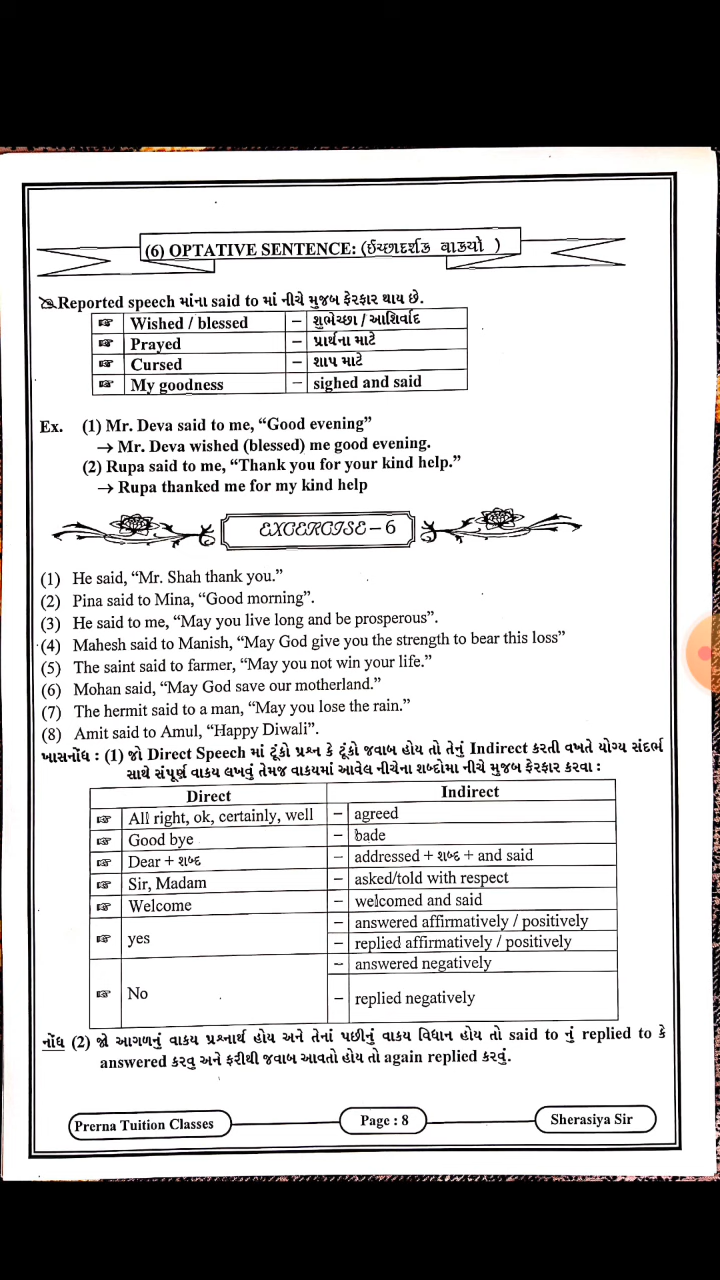 (6) OPTATIVE SENTENCE: (ઈચ્છાદર્શક વાકયો )
Reported speech માંના said to માં નીચે મુજબ ફેરફાર થાય છે.
Wished / blessed – શુભેચ્છા / આશિર્વાદ
Prayed – પ્રાર્થના માટે
Cursed – શાપ માટે
My goodness – sighed and said
Ex. (1) Mr. Deva said to me, “Good evening”
→ Mr. Deva wished (blessed) me good evening.
(2) Rupa said to me, “Thank you for your kind help.”
→ Rupa thanked me for my kind help
EXCERCISE – 6
(1) He said, “Mr. Shah thank you.”
(2) Pina said to Mina, “Good morning”.
(3) He said to me, “May you live long and be prosperous”.
(4) Mahesh said to Manish, “May God give you the strength to bear this loss”
(5) The saint said to farmer, “May you not win your life.”
(6) Mohan said, “May God save our motherland.”
(7) The hermit said to a man, “May you lose the rain.”
(8) Amit said to Amul, “Happy Diwali”.
ખાસનોંધ : (1) જો Direct Speech માં ટૂંકો પ્રશ્ન કે ટૂંકો જવાબ હોય તો તેનું Indirect કરતી વખતે યોગ્ય સંદર્ભ
સાથે સંપૂર્ણ વાકય લખવું તેમજ વાકયમાં આવેલ નીચેના શબ્દોમા નીચે મુજબ ફેરફાર કરવા :
Direct Indirect
All right, ok, certainly, well – agreed
Good bye – bade
Dear + શબ્દ – addressed + શબ્દ + and said
Sir, Madam – asked/told with respect
Welcome – welcomed and said
– answered affirmatively / positively
yes – replied affirmatively / positively
– answered negatively
No – replied negatively
નોંધ (2) જો આગળનું વાકય પ્રશ્નાર્થ હોય અને તેનાં પછીનું વાકય વિધાન હોય તો said to નું replied to કે
answered કરવુ અને ફરીથી જવાબ આવતો હોય તો again replied કરવું.
Prerna Tuition Classes Page : 8 Sherasiya Sir